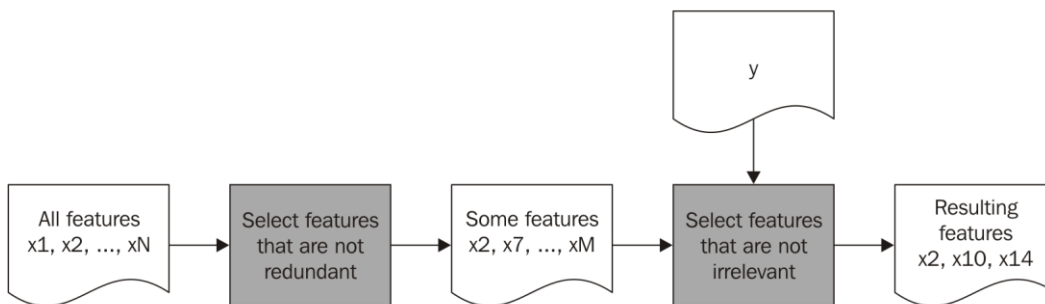 y
All features
x1, x2, ..., xN
Select features
that are not
redundant
Some features
x2, x7, ..., xM
Select features
that are not
irrelevant
Resulting
features
x2, x10, x14